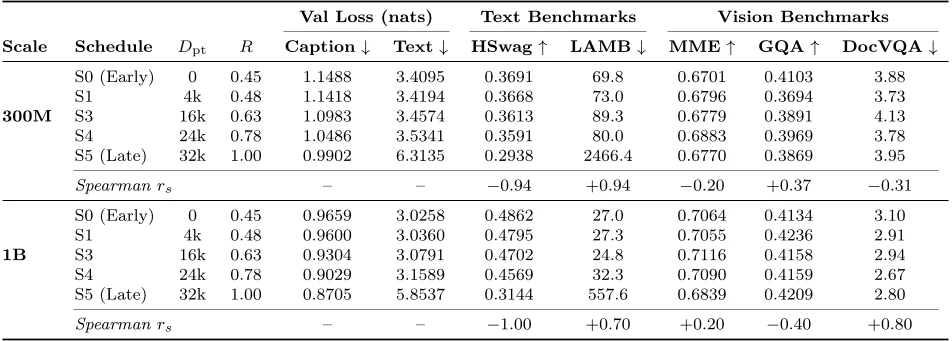 Val Loss (nats) Text Benchmarks Vision Benchmarks
Scale Schedule D_pt R Caption ↓ Text ↓ HSwag ↑ LAMB ↓ MME ↑ GQA ↑ DocVQA ↓
S0 (Early) 0 0.45 1.1488 3.4095 0.3691 69.8 0.6701 0.4103 3.88
S1 4k 0.48 1.1418 3.4194 0.3668 73.0 0.6796 0.3694 3.73
300M S3 16k 0.63 1.0983 3.4574 0.3613 89.3 0.6779 0.3891 4.13
S4 24k 0.78 1.0486 3.5341 0.3591 80.0 0.6883 0.3969 3.78
S5 (Late) 32k 1.00 0.9902 6.3135 0.2938 2466.4 0.6770 0.3869 3.95
Spearman r_s – – −0.94 +0.94 −0.20 +0.37 −0.31
S0 (Early) 0 0.45 0.9659 3.0258 0.4862 27.0 0.7064 0.4134 3.10
S1 4k 0.48 0.9600 3.0360 0.4795 27.3 0.7055 0.4236 2.91
1B S3 16k 0.63 0.9304 3.0791 0.4702 24.8 0.7116 0.4158 2.94
S4 24k 0.78 0.9029 3.1589 0.4569 32.3 0.7090 0.4159 2.67
S5 (Late) 32k 1.00 0.8705 5.8537 0.3144 557.6 0.6839 0.4209 2.80
Spearman r_s – – −1.00 +0.70 +0.20 −0.40 +0.80